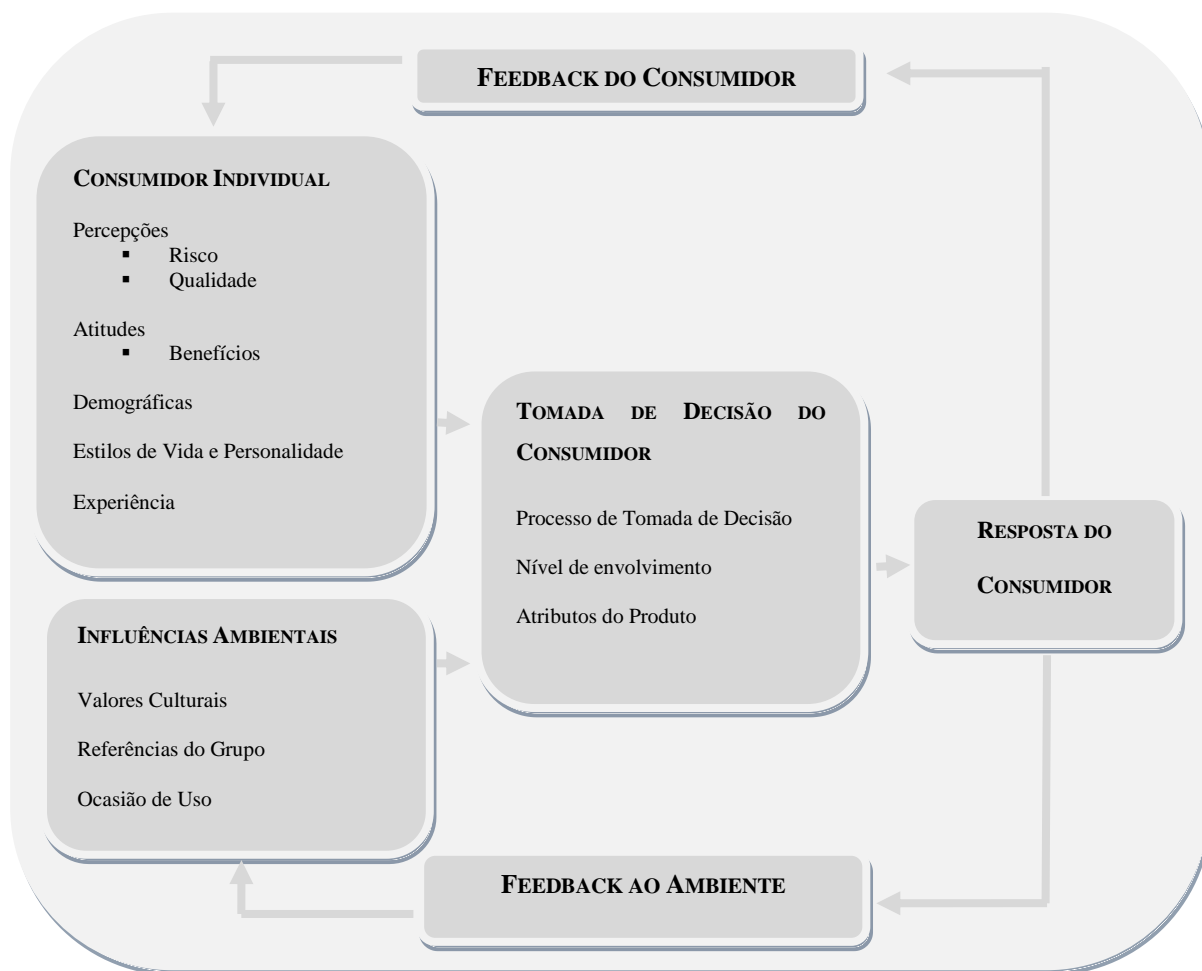 FEEDBACK DO CONSUMIDOR
CONSUMIDOR INDIVIDUAL
Percepções
▪ Risco
▪ Qualidade
Atitudes
▪ Benefícios
Demográficas
Estilos de Vida e Personalidade
Experiência
INFLUÊNCIAS AMBIENTAIS
Valores Culturais
Referências do Grupo
Ocasião de Uso
TOMADA DE DECISÃO DO
CONSUMIDOR
Processo de Tomada de Decisão
Nível de envolvimento
Atributos do Produto
RESPOSTA DO
CONSUMIDOR
FEEDBACK AO AMBIENTE